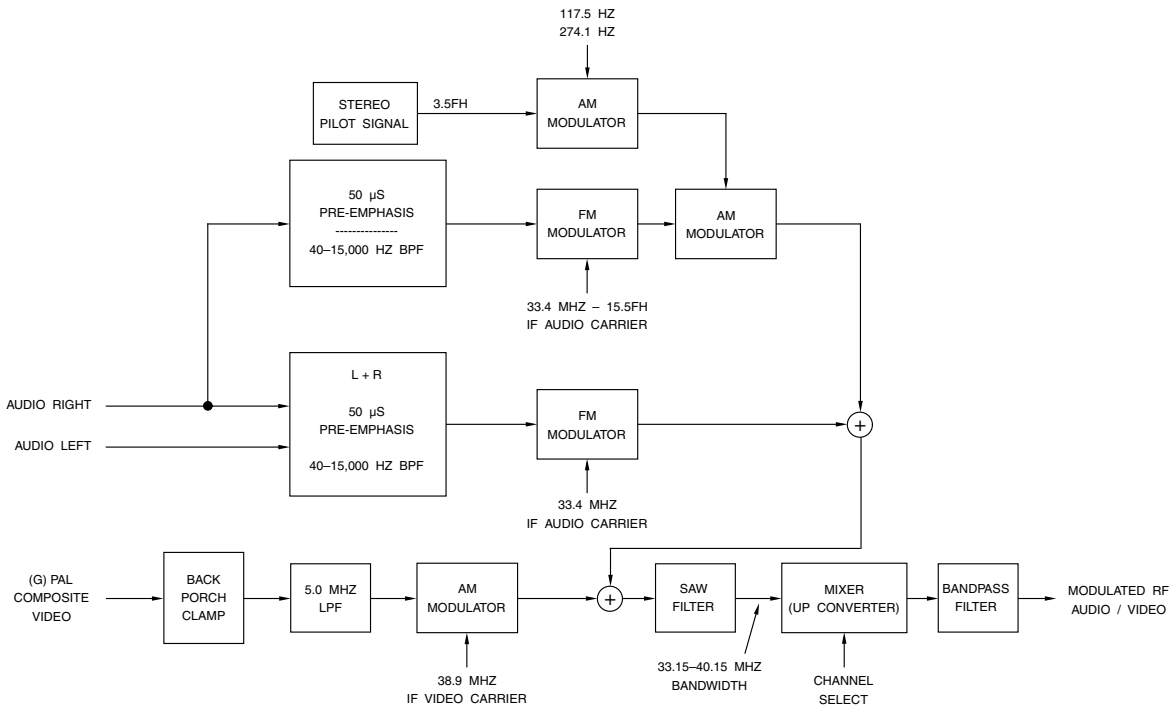 117.5 HZ
274.1 HZ
STEREO
PILOT SIGNAL
3.5FH
AM
MODULATOR
50 µS
PRE-EMPHASIS
---------------
40–15,000 HZ BPF
FM
MODULATOR
AM
MODULATOR
33.4 MHZ – 15.5FH
IF AUDIO CARRIER
AUDIO RIGHT
AUDIO LEFT
L + R
50 µS
PRE-EMPHASIS
40–15,000 HZ BPF
FM
MODULATOR
+
33.4 MHZ
IF AUDIO CARRIER
(G) PAL
COMPOSITE
VIDEO
BACK
PORCH
CLAMP
5.0 MHZ
LPF
AM
MODULATOR
+
SAW
FILTER
MIXER
(UP CONVERTER)
BANDPASS
FILTER
MODULATED RF
AUDIO / VIDEO
38.9 MHZ
IF VIDEO CARRIER
33.15–40.15 MHZ
BANDWIDTH
CHANNEL
SELECT